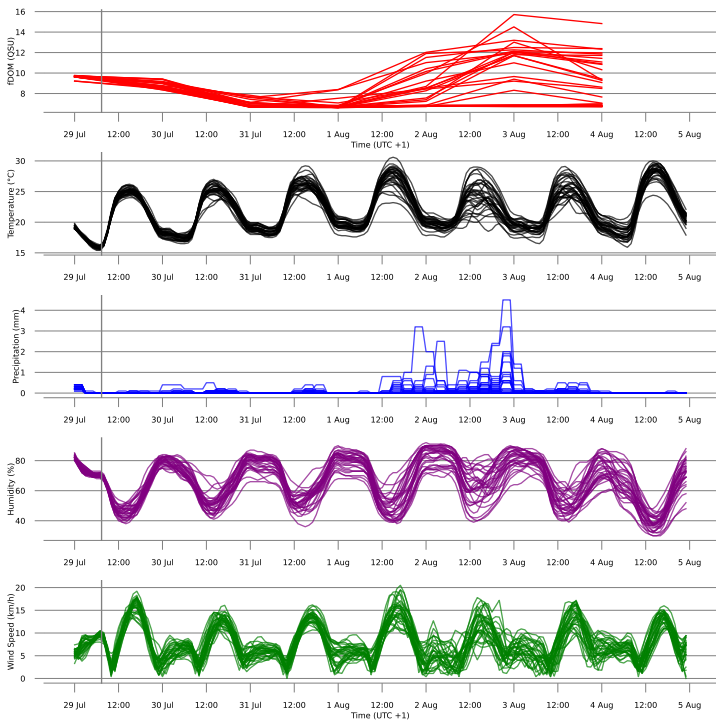 16
14
12
10
8
fDOM (QSU)
29 Jul 12:00 30 Jul 12:00 31 Jul 12:00 1 Aug 12:00 2 Aug 12:00 3 Aug 12:00 4 Aug 12:00 5 Aug
Time (UTC +1)
30
25
20
15
Temperature (°C)
29 Jul 12:00 30 Jul 12:00 31 Jul 12:00 1 Aug 12:00 2 Aug 12:00 3 Aug 12:00 4 Aug 12:00 5 Aug
4
3
2
1
0
Precipitation (mm)
29 Jul 12:00 30 Jul 12:00 31 Jul 12:00 1 Aug 12:00 2 Aug 12:00 3 Aug 12:00 4 Aug 12:00 5 Aug
80
60
40
Humidity (%)
29 Jul 12:00 30 Jul 12:00 31 Jul 12:00 1 Aug 12:00 2 Aug 12:00 3 Aug 12:00 4 Aug 12:00 5 Aug
20
15
10
5
0
Wind Speed (km/h)
29 Jul 12:00 30 Jul 12:00 31 Jul 12:00 1 Aug 12:00 2 Aug 12:00 3 Aug 12:00 4 Aug 12:00 5 Aug
Time (UTC +1)